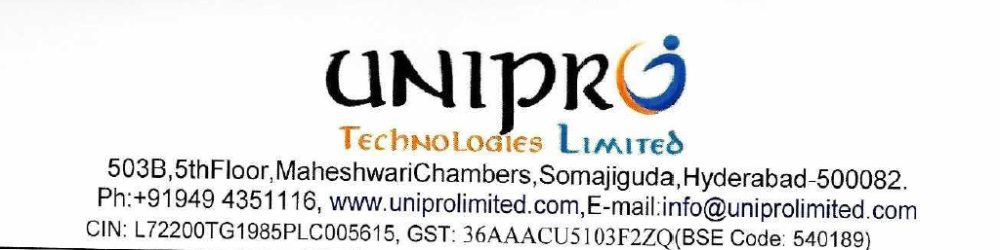 UNIPRO
TECHNOLOGIES LIMITED
503B,5thFloor,MaheshwariChambers,Somajiguda,Hyderabad-500082.
Ph:+91949 4351116, www.uniprolimited.com,E-mail:info@uniprolimited.com
CIN: L72200TG1985PLC005615, GST: 36AAACU5103F2ZQ(BSE Code: 540189)